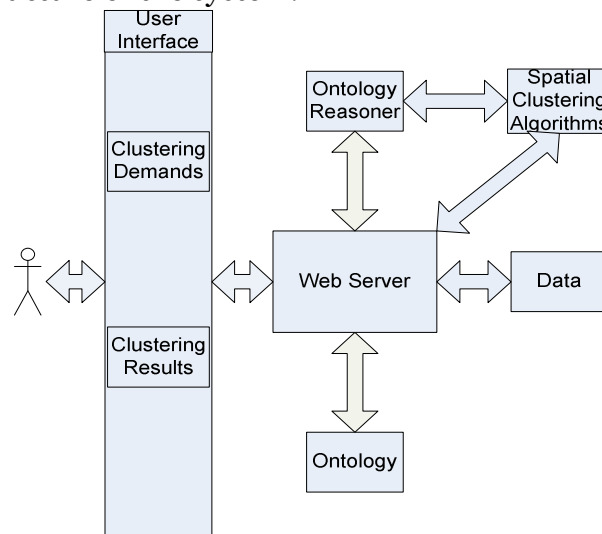 User
Interface
Ontology
Reasoner
Spatial
Clustering
Algorithms
Clustering
Demands
Web Server
Data
Clustering
Results
Ontology